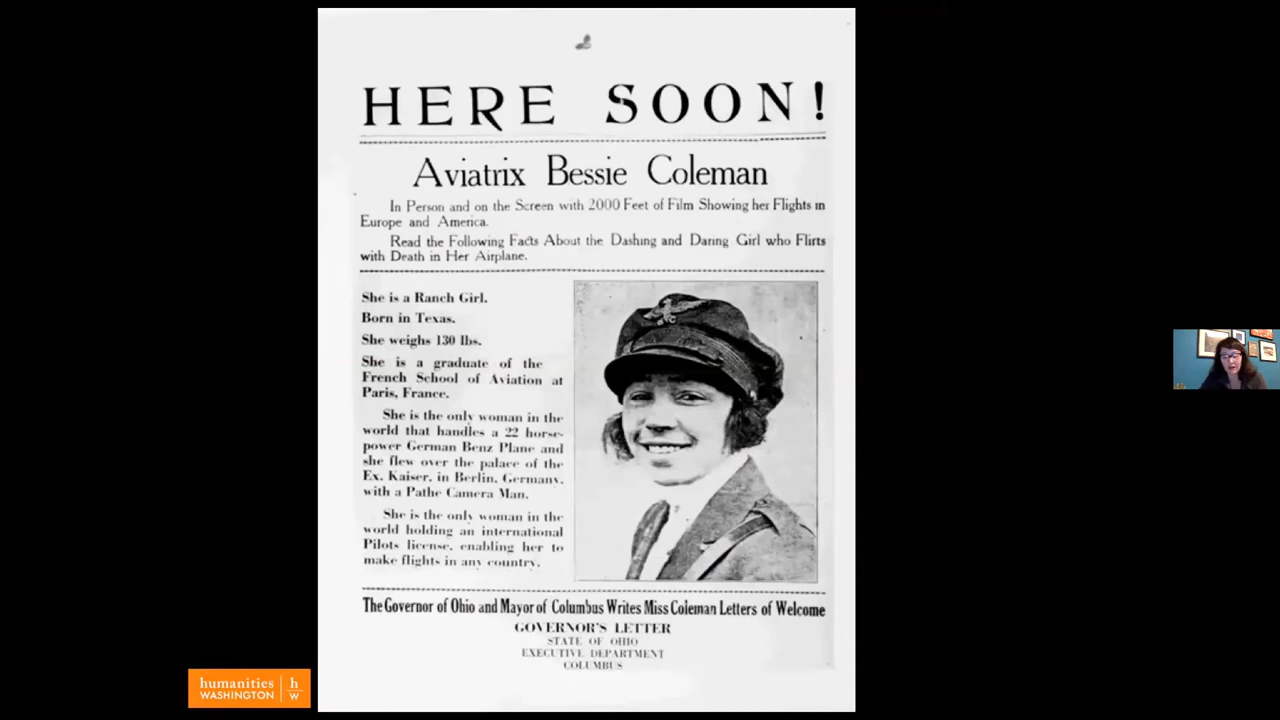 HERE SOON!
Aviatrix Bessie Coleman
In Person and on the Screen with 2000 Feet of Film Showing her Flights in
Europe and America.
Read the Following Facts About the Dashing and Daring Girl who Flirts
with Death in Her Airplane.
She is a Ranch Girl.
Born in Texas.
She weighs 130 lbs.
She is a graduate of the
French School of Aviation at
Paris, France.
She is the only woman in the
world that handles a 22 horse-
power German Benz Plane and
she flew over the palace of the
Ex. Kaiser, in Berlin, Germany,
with a Pathe Camera Man.
She is the only woman in the
world holding an international
Pilots license, enabling her to
make flights in any country.
The Governor of Ohio and Mayor of Columbus Writes Miss Coleman Letters of Welcome
GOVERNOR'S LETTER
STATE OF OHIO
EXECUTIVE DEPARTMENT
COLUMBUS
humanities
WASHINGTON
h
w